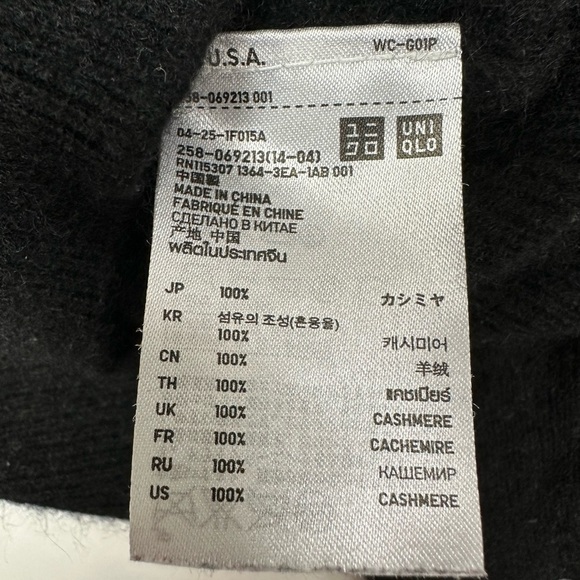 U.S.A. WC-G01P
58-069213 001
04-25-1F015A
ユニクロ UNIQLO
258-069213(14-04)
RN115307 1364-3EA-1AB 001
中国製
MADE IN CHINA
FABRIQUÉ EN CHINE
СДЕЛАНО В КИТАЕ
产地 中国
ผลิตในประเทศจีน
JP 100% カシミヤ
KR 섬유의 조성(혼용율)
100% 캐시미어
CN 100% 羊绒
TH 100% แคชเมียร์
UK 100% CASHMERE
FR 100% CACHEMIRE
RU 100% КАШЕМИР
US 100% CASHMERE